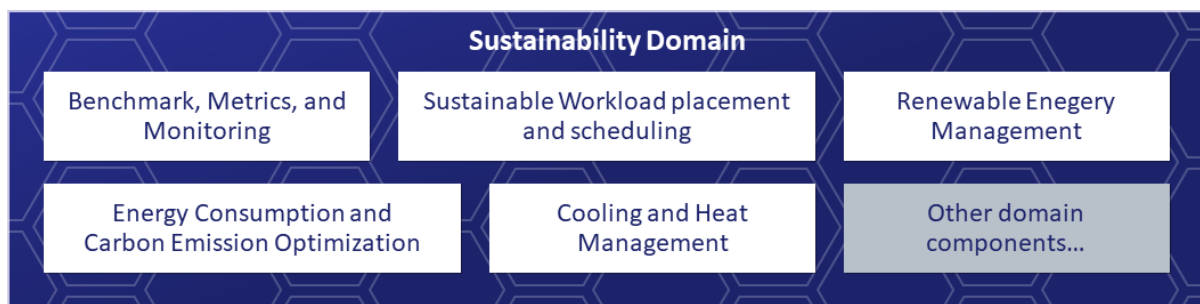 Sustainability Domain
Benchmark, Metrics, and
Monitoring
Sustainable Workload placement
and scheduling
Renewable Enegery
Management
Energy Consumption and
Carbon Emission Optimization
Cooling and Heat
Management
Other domain
components...